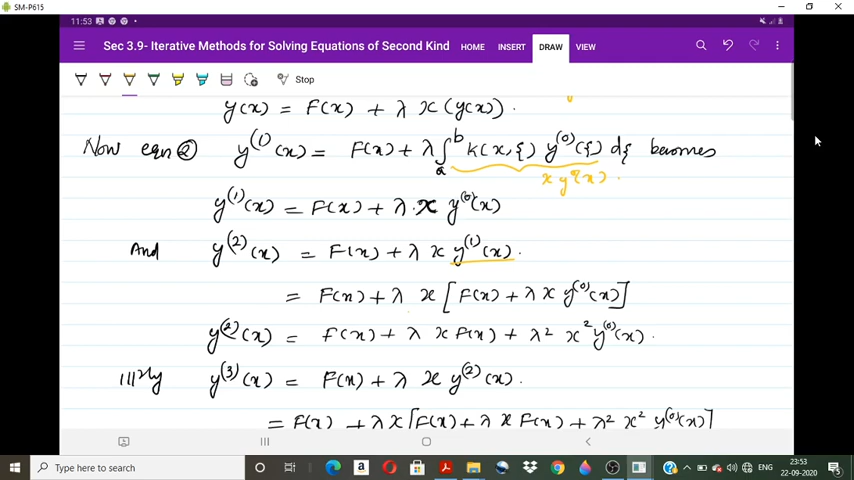 SM-P615
11:53
Sec 3.9- Iterative Methods for Solving Equations of Second Kind HOME INSERT DRAW VIEW
Stop
y(x) = F(x) + λ 𝒳 (y(x)).
Now eqn ② y⁽¹⁾(x) = F(x) + λ ∫ₐᵇ K(x,ξ) y⁽⁰⁾(ξ) dξ becomes
y⁽¹⁾(x) = F(x) + λ 𝒳 y⁽⁰⁾(x)
And y⁽²⁾(x) = F(x) + λ 𝒳 y⁽¹⁾(x).
= F(x) + λ 𝒳 [F(x) + λ 𝒳 y⁽⁰⁾(x)]
y⁽²⁾(x) = F(x) + λ 𝒳 F(x) + λ² 𝒳² y⁽⁰⁾(x).
lllly y⁽³⁾(x) = F(x) + λ 𝒳 y⁽²⁾(x).
= F(x) + λ 𝒳 [F(x) + λ 𝒳 F(x) + λ² 𝒳² y⁽⁰⁾(x)]
Type here to search
ENG
23:53
22-09-2020